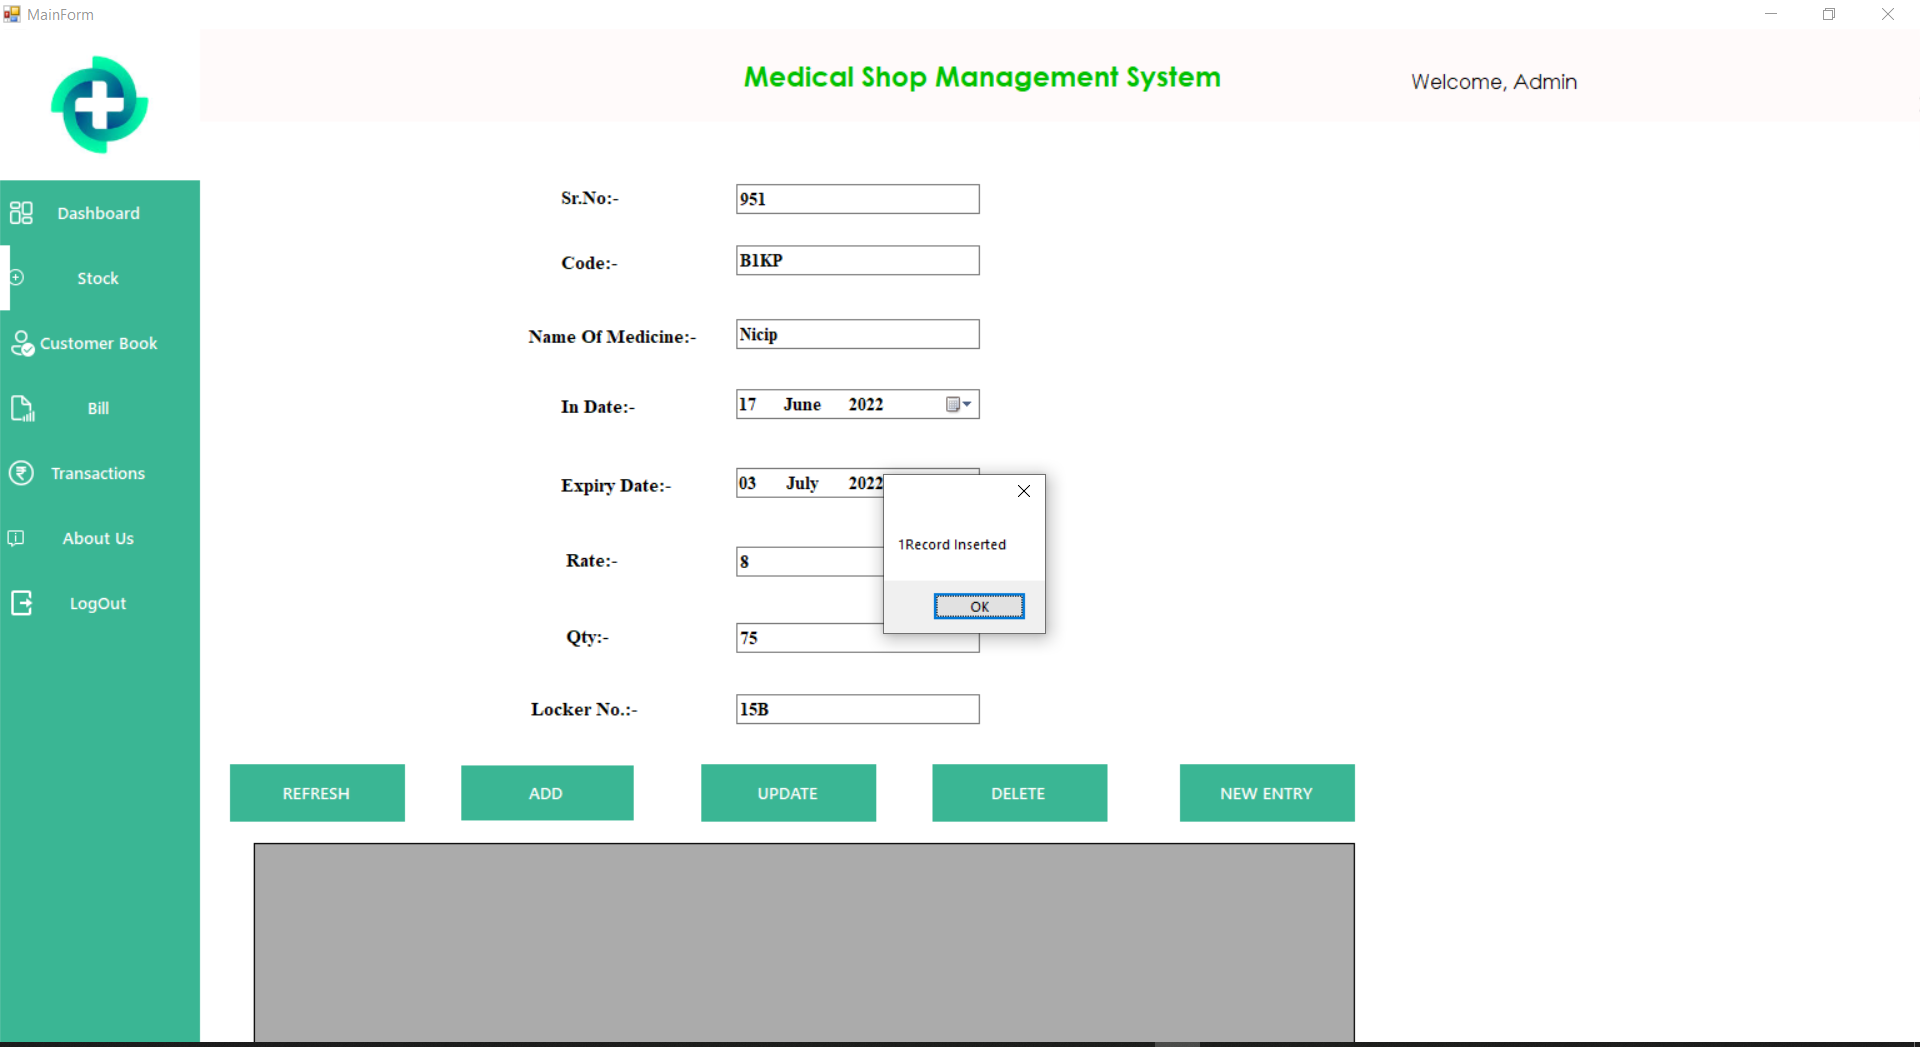 MainForm
Medical Shop Management System
Welcome, Admin
Dashboard
Stock
Customer Book
Bill
Transactions
About Us
LogOut
Sr.No:- 951
Code:- B1KP
Name Of Medicine:- Nicip
In Date:- 17 June 2022
Expiry Date:- 03 July 2022
Rate:- 8
Qty:- 75
Locker No.:- 15B
1Record Inserted
OK
REFRESH ADD UPDATE DELETE NEW ENTRY